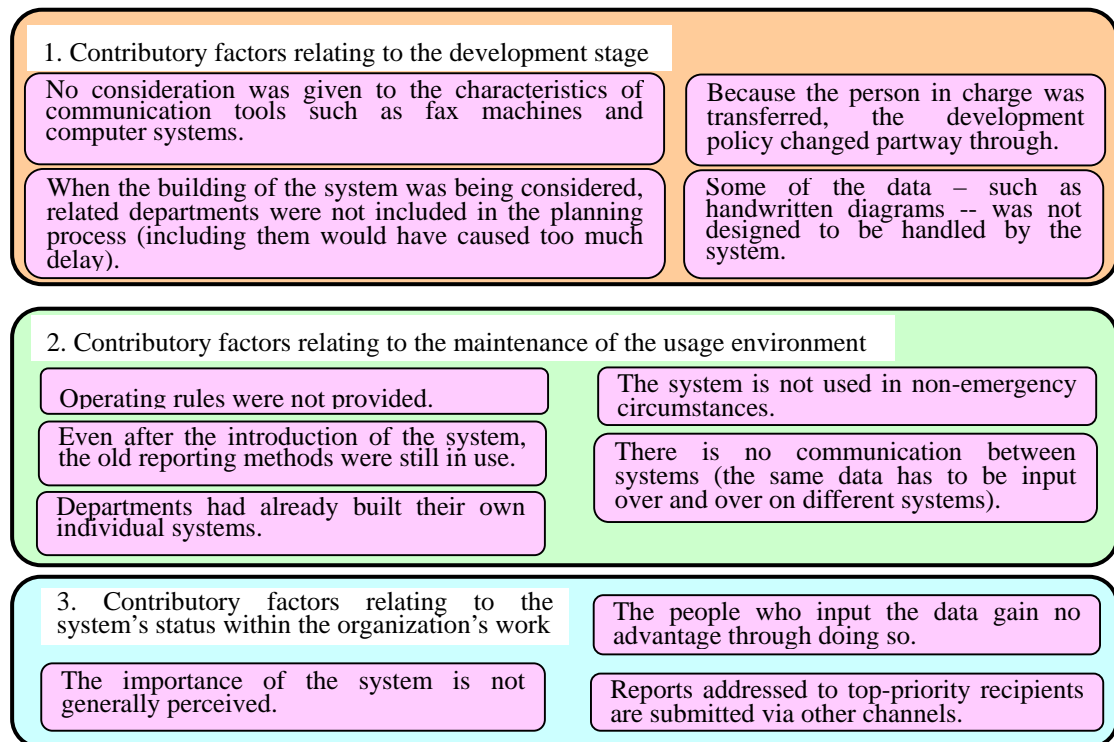 1. Contributory factors relating to the development stage
No consideration was given to the characteristics of
communication tools such as fax machines and
computer systems.
Because the person in charge was
transferred, the development
policy changed partway through.
When the building of the system was being considered,
related departments were not included in the planning
process (including them would have caused too much
delay).
Some of the data – such as
handwritten diagrams -- was not
designed to be handled by the
system.
2. Contributory factors relating to the maintenance of the usage environment
Operating rules were not provided.
The system is not used in non-emergency
circumstances.
Even after the introduction of the system,
the old reporting methods were still in use.
There is no communication between
systems (the same data has to be input
over and over on different systems).
Departments had already built their own
individual systems.
3. Contributory factors relating to the
system's status within the organization's work
The people who input the data gain no
advantage through doing so.
The importance of the system is not
generally perceived.
Reports addressed to top-priority recipients
are submitted via other channels.